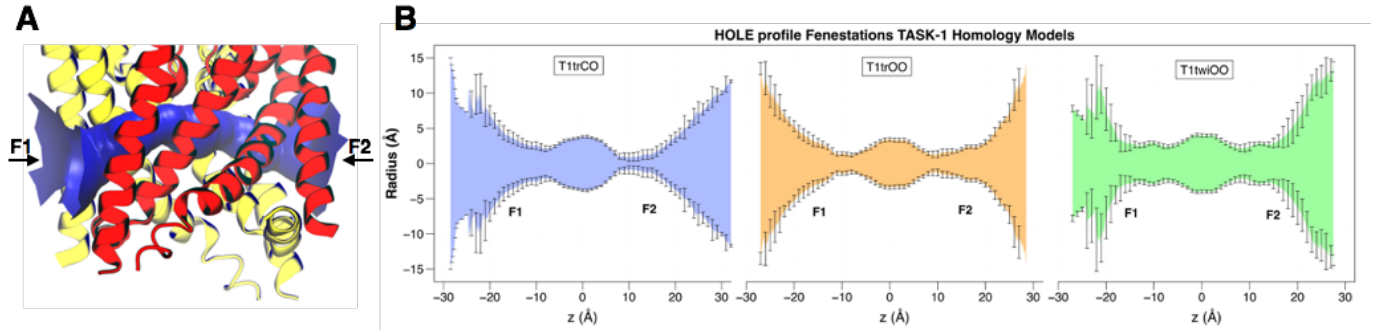 A
F1
F2
B
HOLE profile Fenestations TASK-1 Homology Models
T1trCO
T1trOO
T1twiOO
Radius (Å)
15
10
5
0
−5
−10
−15
F1
F2
F1
F2
F1
F2
−30 −20 −10 0 10 20 30
−30 −20 −10 0 10 20 30
−30 −20 −10 0 10 20 30
z (Å)
z (Å)
z (Å)